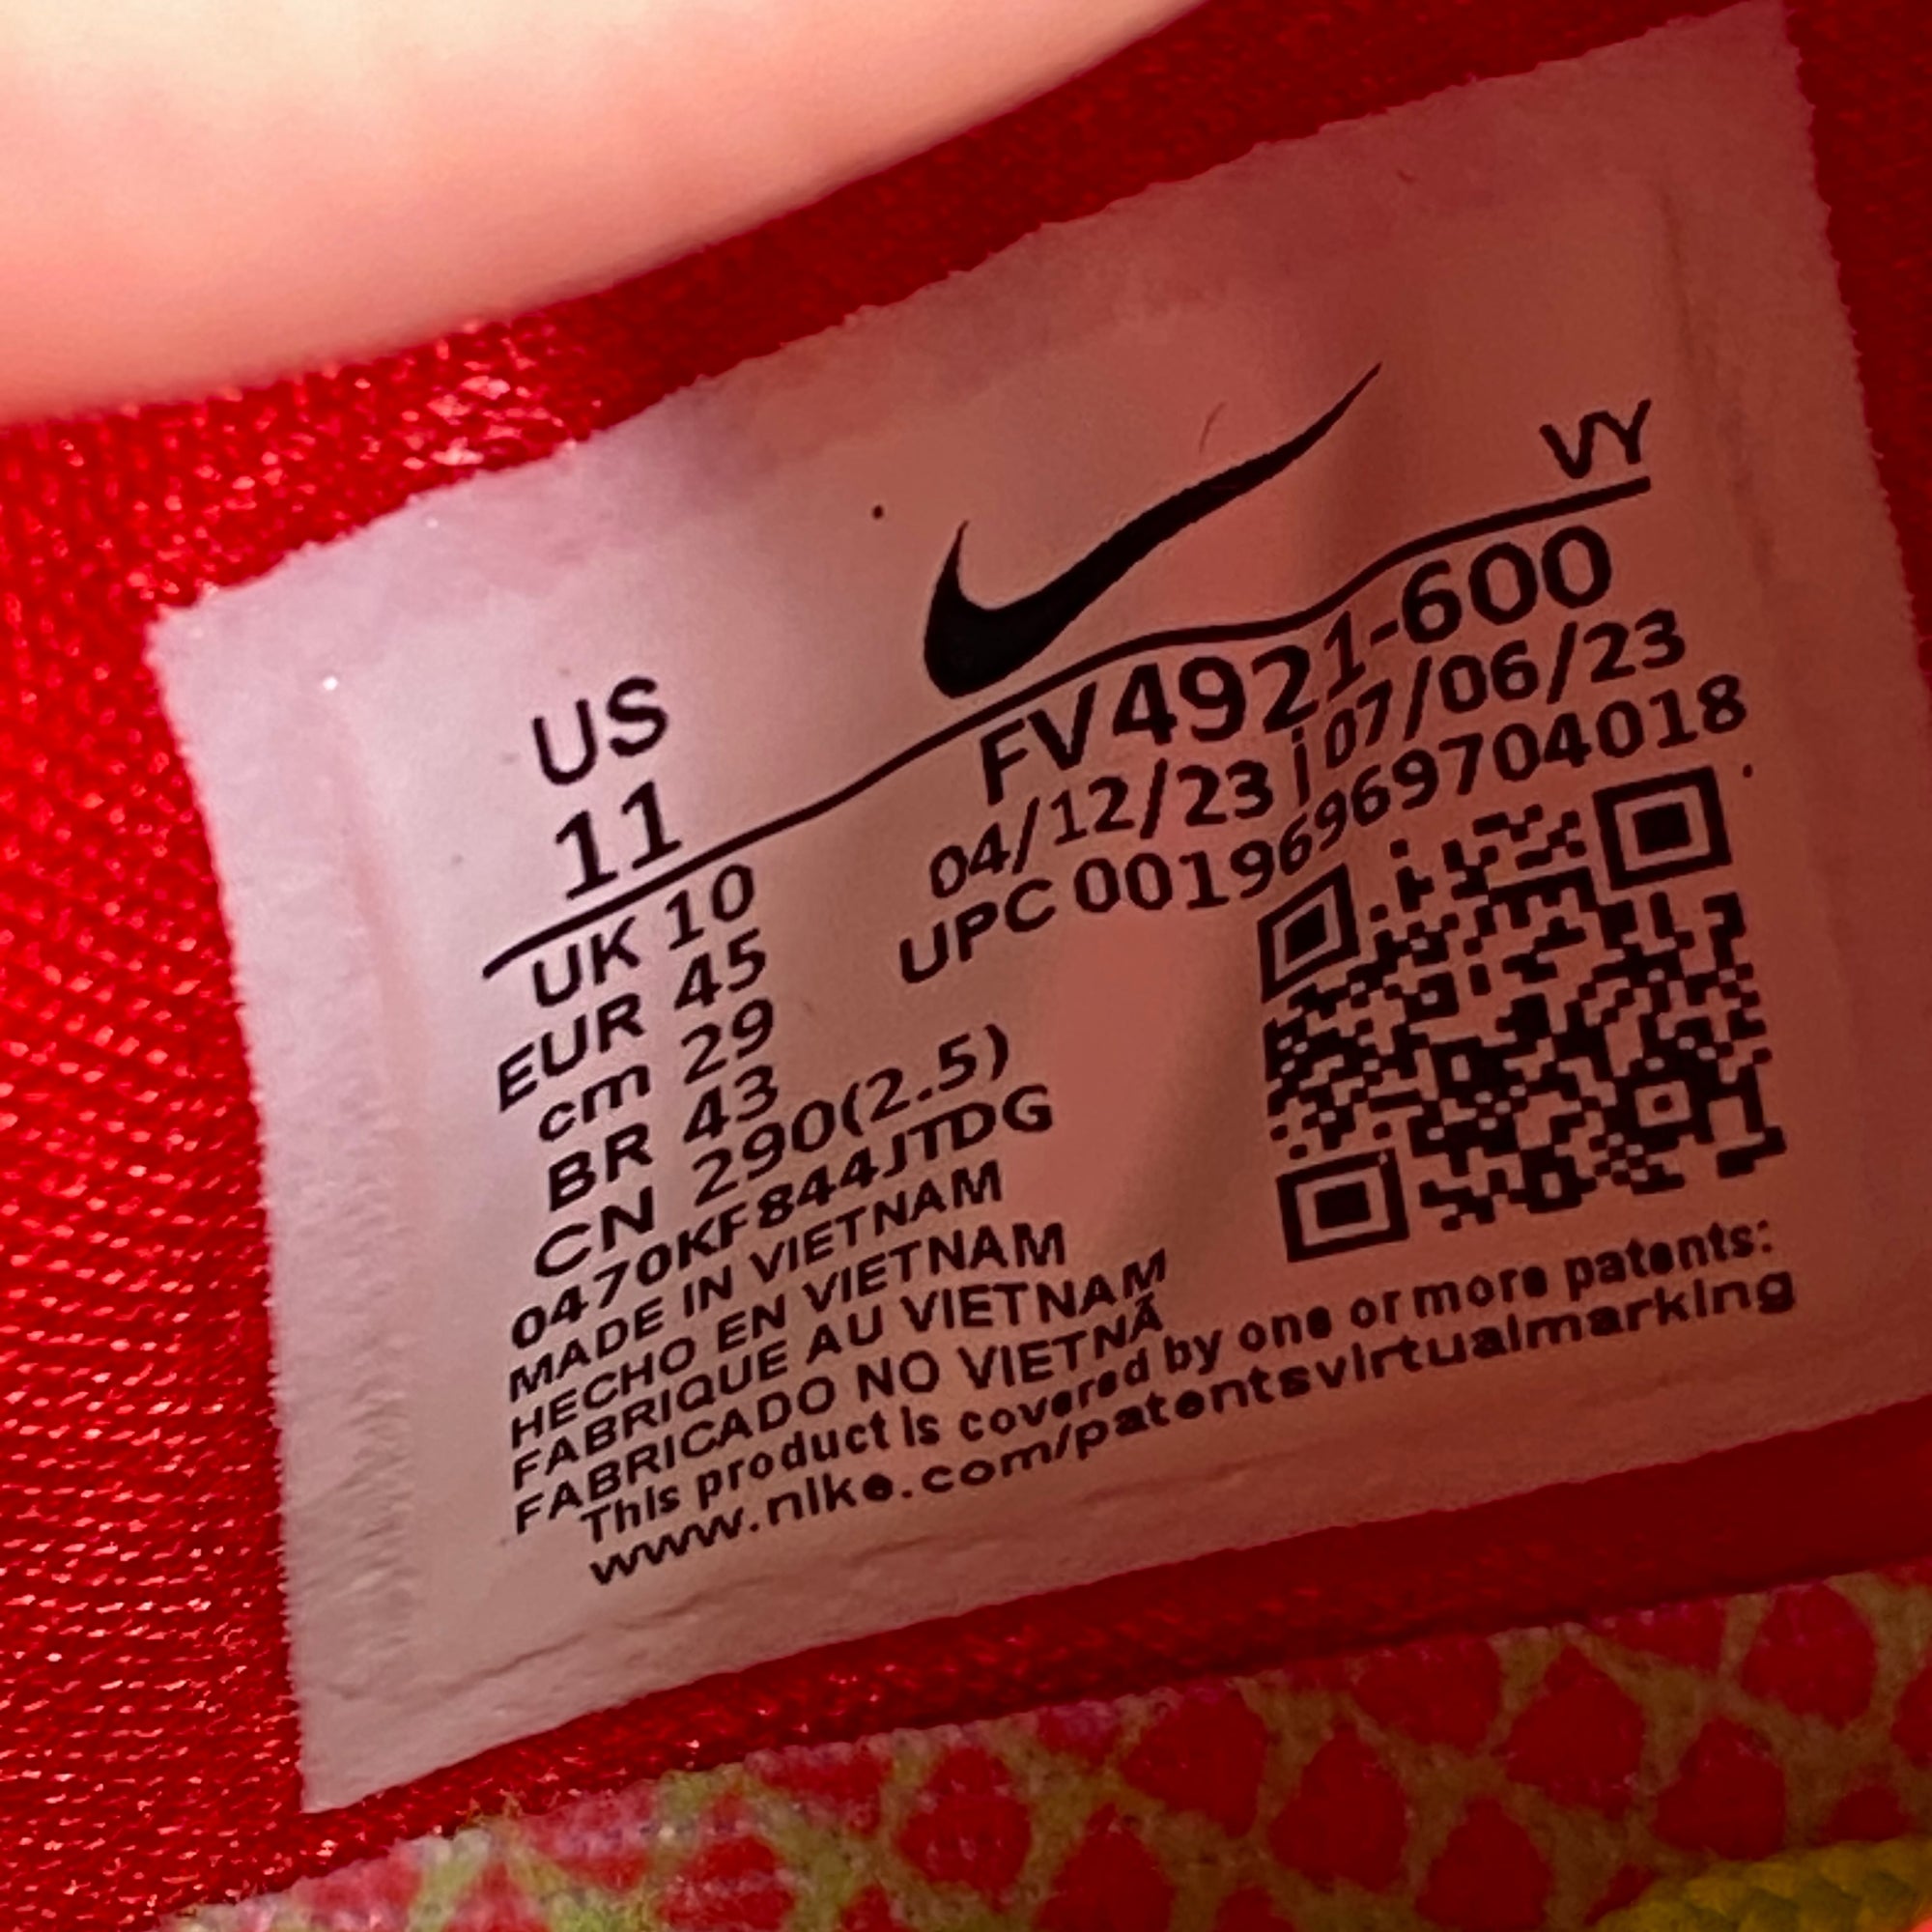 VY
US
11
FV4921-600
04/12/23 | 07/06/23
UPC 00196969704018
UK 10
EUR 45
cm 29
BR 43
CN 290(2.5)
0470KF844JTDG
MADE IN VIETNAM
HECHO EN VIETNAM
FABRIQUE AU VIETNAM
FABRICADO NO VIETNÃ
This product is covered by one or more patents:
www.nike.com/patentsvirtualmarking